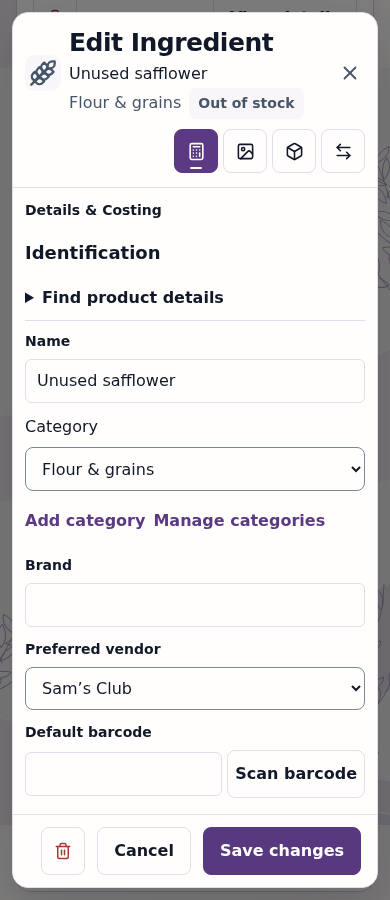 Edit Ingredient
Unused safflower
Flour & grains Out of stock
Details & Costing
Identification
Find product details
Name
Unused safflower
Category
Flour & grains
Add category Manage categories
Brand
Preferred vendor
Sam’s Club
Default barcode
Scan barcode
Cancel Save changes